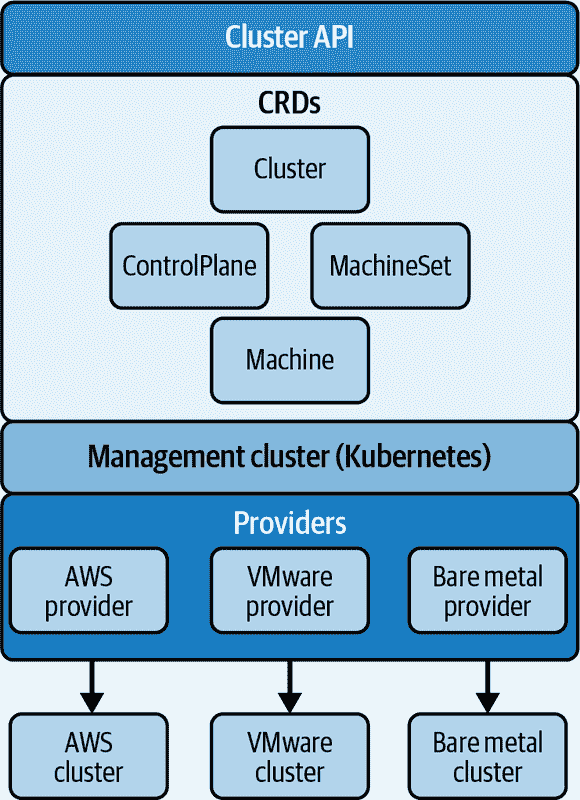 Cluster API
CRDs
Cluster
ControlPlane
MachineSet
Machine
Management cluster (Kubernetes)
Providers
AWS
provider
VMware
provider
Bare metal
provider
AWS
cluster
VMware
cluster
Bare metal
cluster